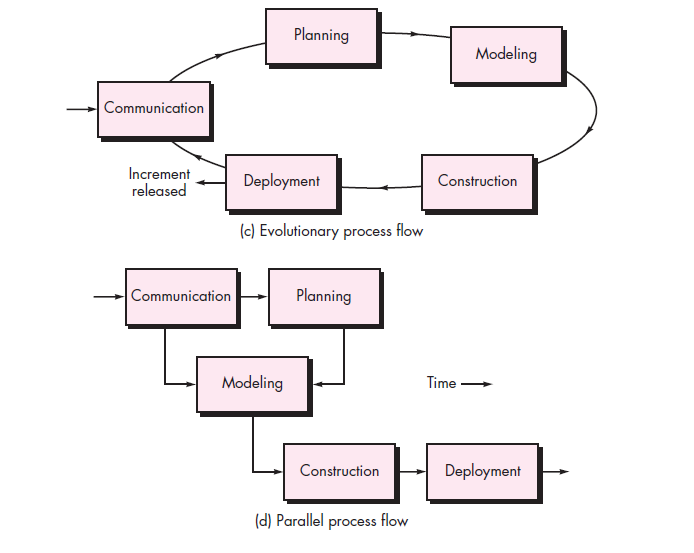 Planning
Modeling
Communication
Increment
released
Deployment
Construction
(c) Evolutionary process flow
Communication
Planning
Modeling
Time
Construction
Deployment
(d) Parallel process flow